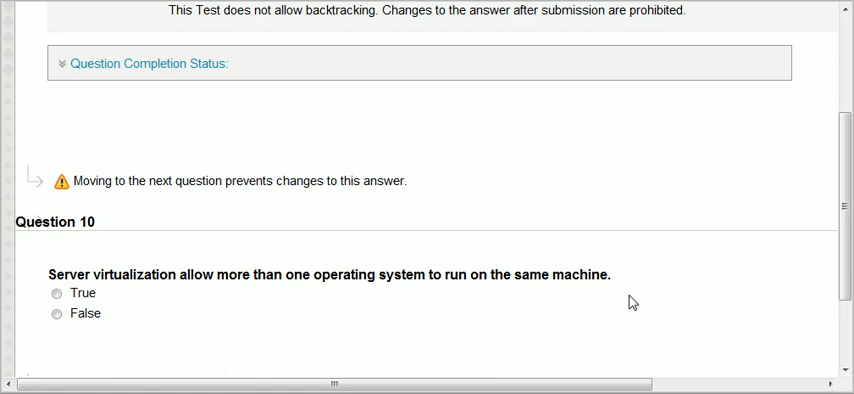 This Test does not allow backtracking. Changes to the answer after submission are prohibited.
Question Completion Status:
Moving to the next question prevents changes to this answer.
Question 10
Server virtualization allow more than one operating system to run on the same machine.
True
False